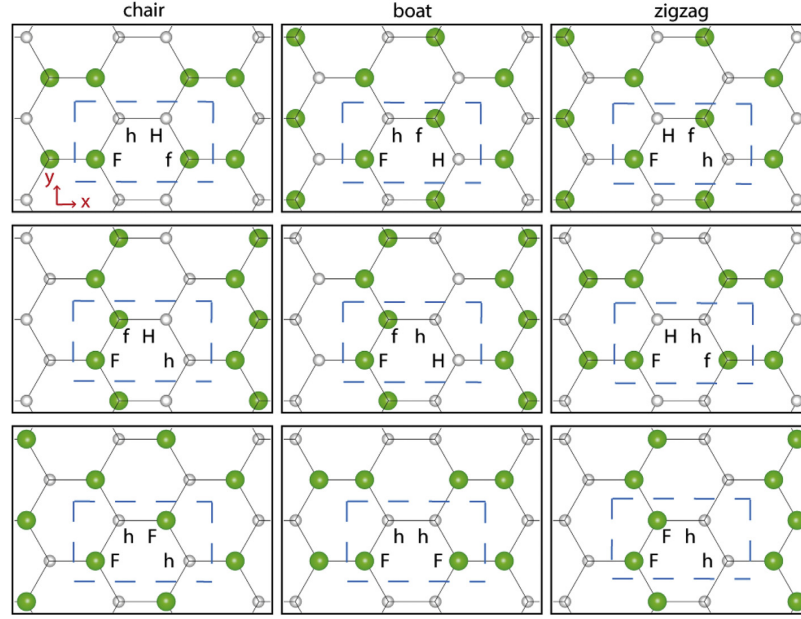 chair boat zigzag
h H h f H f
F f F H F h
y
x
f H f h H h
F h F H F f
h F h h F h
F h F F F h